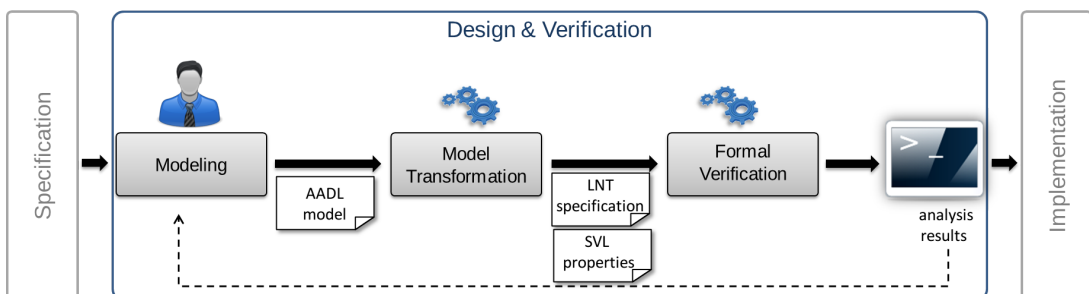 Design & Verification
Specification
Modeling
AADL
model
Model
Transformation
LNT
specification
SVL
properties
Formal
Verification
>_
analysis
results
Implementation